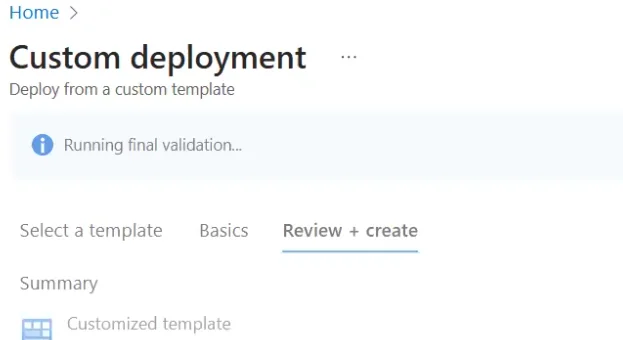 Home >
Custom deployment ...
Deploy from a custom template
Running final validation...
Select a template Basics Review + create
Summary
Customized template